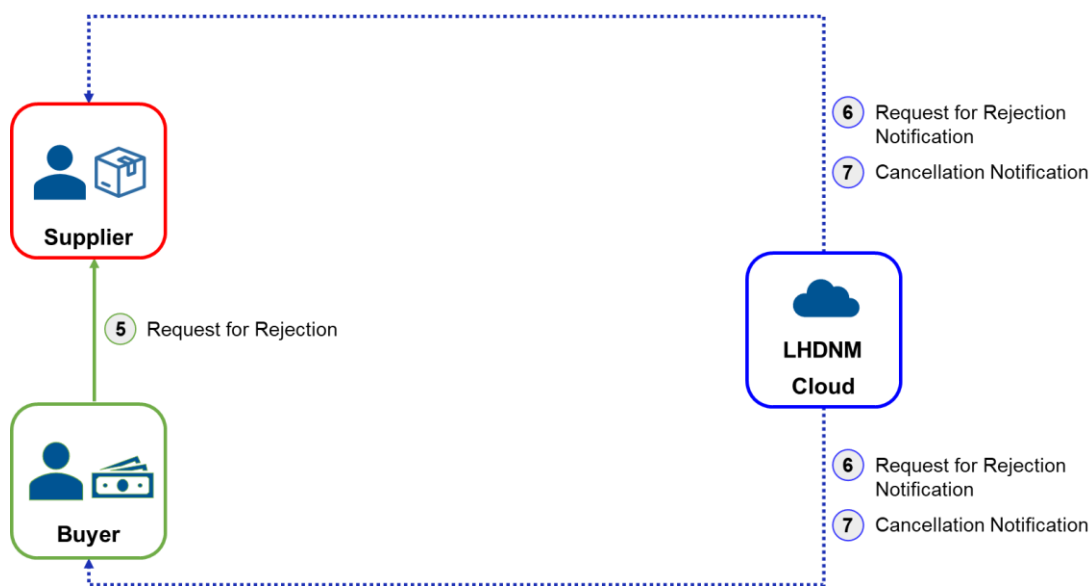 6 Request for Rejection
Notification
7 Cancellation Notification
Supplier
5 Request for Rejection
LHDNM
Cloud
6 Request for Rejection
Notification
7 Cancellation Notification
Buyer